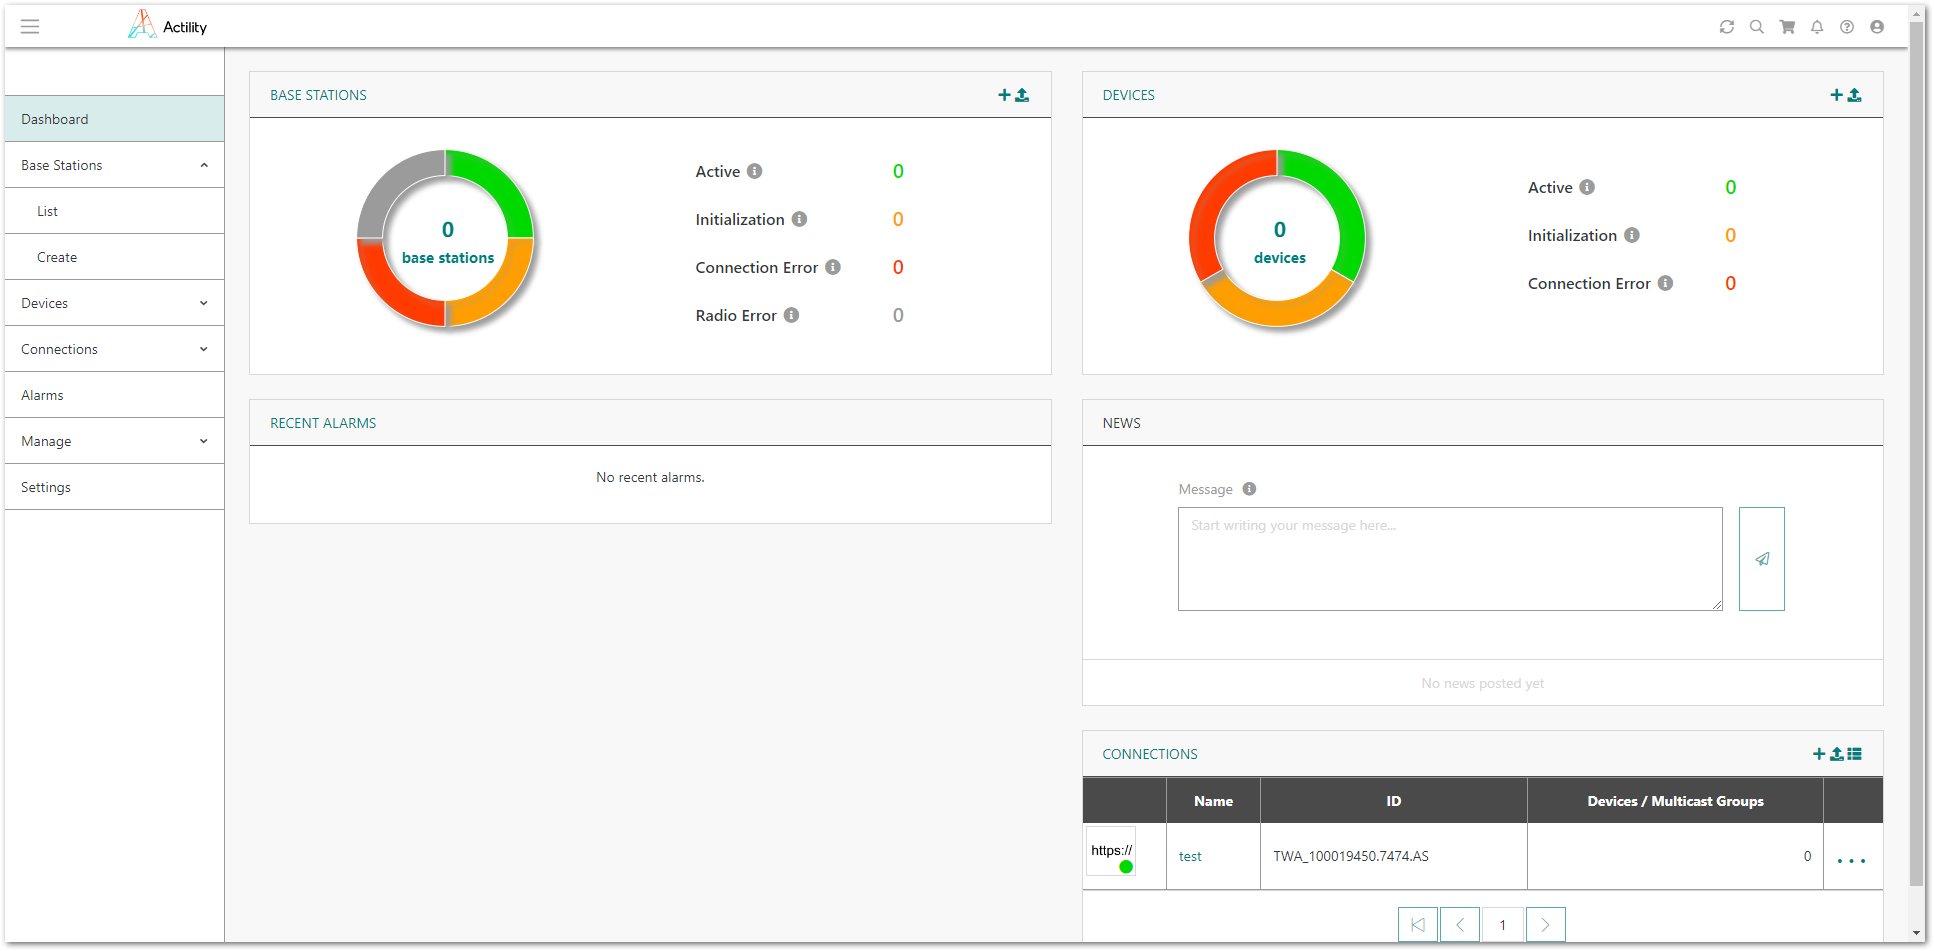 Actility
Dashboard
Base Stations
List
Create
Devices
Connections
Alarms
Manage
Settings
BASE STATIONS
0
base stations
Active 0
Initialization 0
Connection Error 0
Radio Error 0
DEVICES
0
devices
Active 0
Initialization 0
Connection Error 0
RECENT ALARMS
No recent alarms.
NEWS
Message
Start writing your message here...
No news posted yet
CONNECTIONS
Name ID Devices / Multicast Groups
https:// test TWA_100019450.7474.AS 0 ...
1